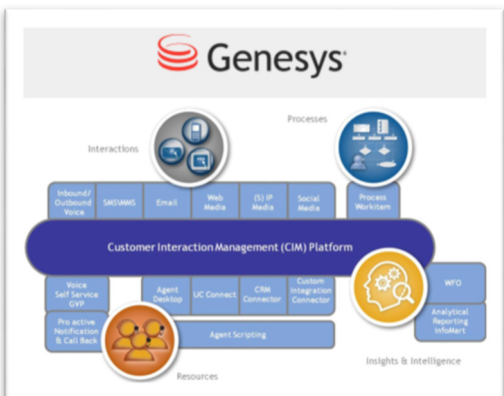 Genesys
Processes
Interactions
Inbound/
Outbound
Voice
SMS\MMS
Email
Web
Media
(S) IP
Media
Social
Media
Process
Workitem
Customer Interaction Management (CIM) Platform
Voice
Self Service
GVP
Agent
Desktop
UC Connect
CRM
Connector
Custom
Integration
Connector
WFO
Pro active
Notification
& Call Back
Agent Scripting
Analytical
Reporting
InfoMart
Insights & Intelligence
Resources